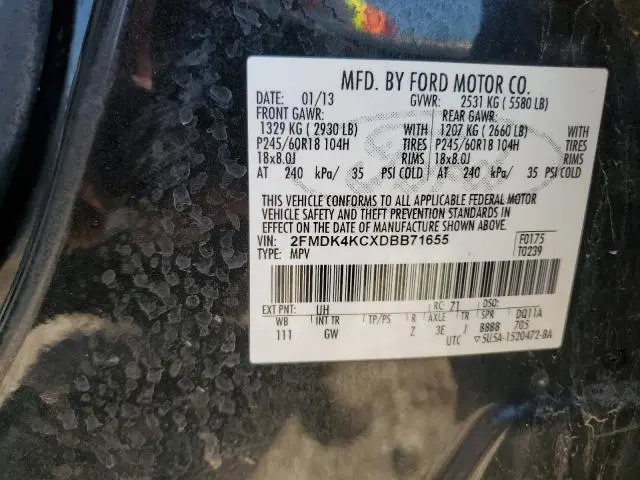 MFD. BY FORD MOTOR CO.
DATE: 01/13 GVWR: 2531 KG ( 5580 LB)
FRONT GAWR: REAR GAWR:
1329 KG ( 2930 LB) WITH 1207 KG ( 2660 LB) WITH
P245/60R18 104H TIRES P245/60R18 104H TIRES
18x8.0J RIMS 18x8.0J RIMS
AT 240 kPa/ 35 PSI COLD AT 240 kPa/ 35 PSI COLD
THIS VEHICLE CONFORMS TO ALL APPLICABLE FEDERAL MOTOR
VEHICLE SAFETY AND THEFT PREVENTION STANDARDS IN
EFFECT ON THE DATE OF MANUFACTURE SHOWN ABOVE.
VIN: 2FMDK4KCXDBB71655 F0175
TYPE: MPV T0239
EXT PNT: UH RC: 71 DSO:
WB INT TR TP/PS R AXLE TR SPR DQ11A
111 GW Z 3E J BBBB 705
UTC 5U5A-1520472-BA